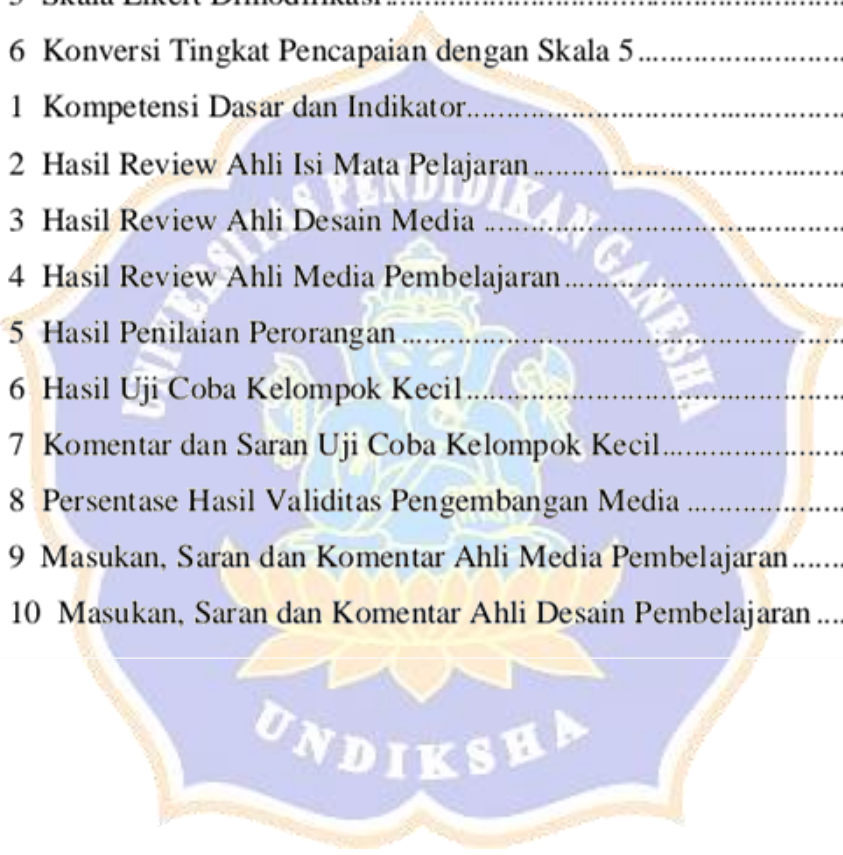 6 Konversi Tingkat Pencapaian dengan Skala 5
1 Kompetensi Dasar dan Indikator
2 Hasil Review Ahli Isi Mata Pelajaran
3 Hasil Review Ahli Desain Media
4 Hasil Review Ahli Media Pembelajaran
5 Hasil Penilaian Perorangan
6 Hasil Uji Coba Kelompok Kecil
7 Komentar dan Saran Uji Coba Kelompok Kecil
8 Persentase Hasil Validitas Pengembangan Media
9 Masukan, Saran dan Komentar Ahli Media Pembelajaran
10 Masukan, Saran dan Komentar Ahli Desain Pembelajaran
UNIVERSITAS PENDIDIKAN GANESHA
UNDIKSHA